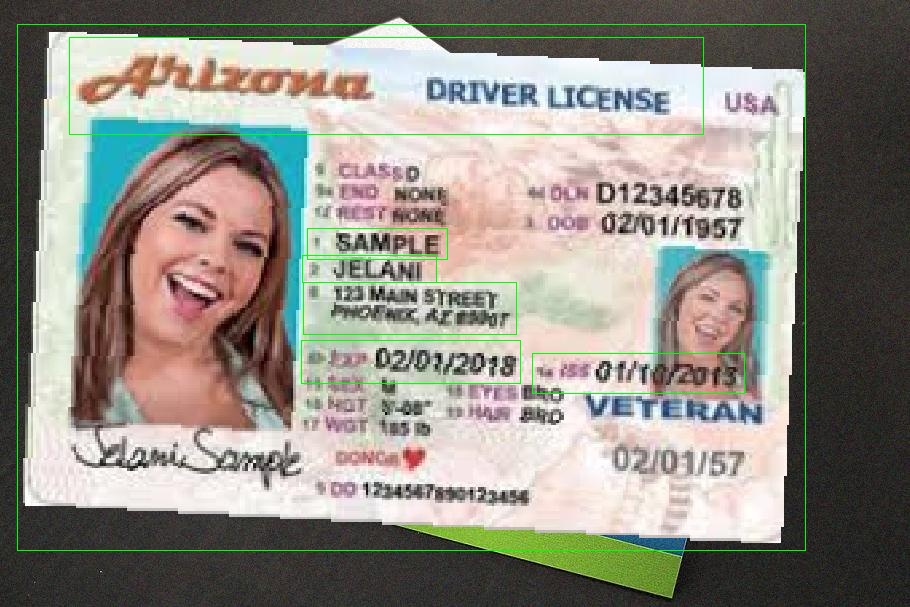 Arizona DRIVER LICENSE USA
9 CLASS D
9a END NONE
12 REST NONE
4d DLN D12345678
3 DOB 02/01/1957
1 SAMPLE
2 JELANI
8 123 MAIN STREET
PHOENIX, AZ 85007
4b EXP 02/01/2018
4a ISS 01/10/2013
15 SEX M
16 HGT 5'-08"
17 WGT 185 lb
18 EYES BRO
19 HAIR BRO
VETERAN
Jelani Sample
DONOR
02/01/57
5 DD 1234567890123456